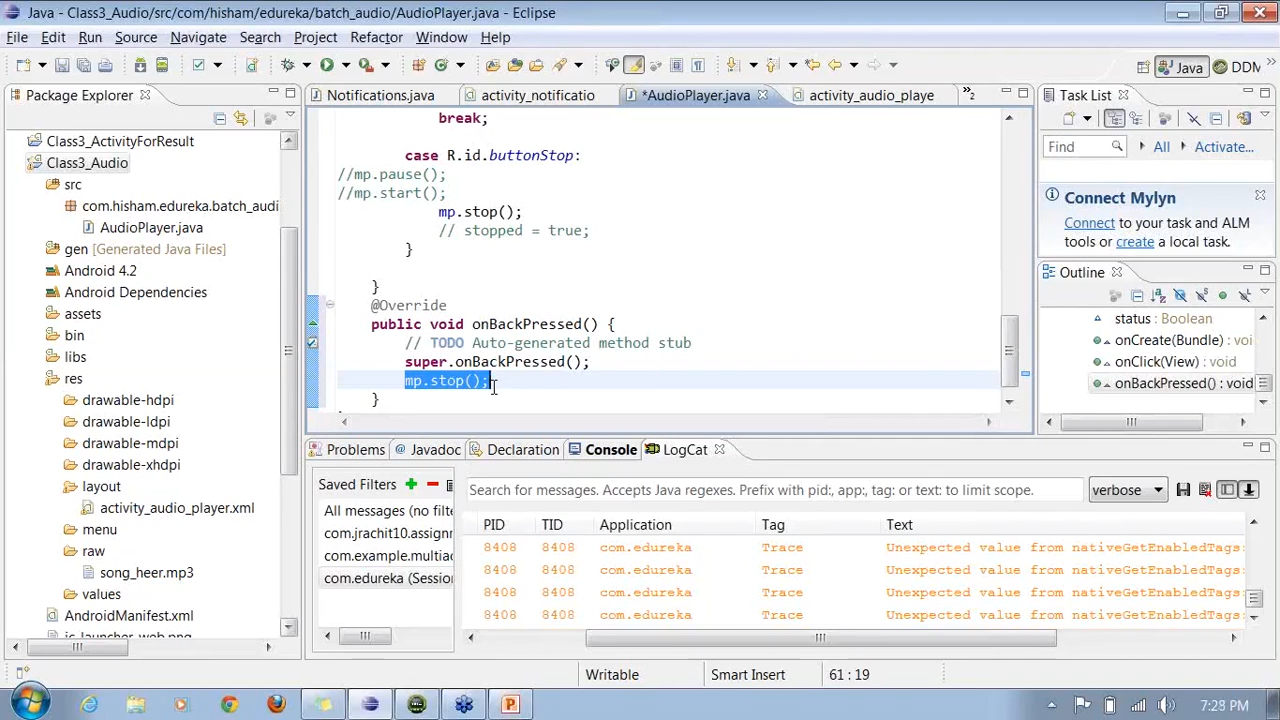 Java - Class3_Audio/src/com/hisham/edureka/batch_audio/AudioPlayer.java - Eclipse
File Edit Run Source Navigate Search Project Refactor Window Help
Java DDM
Package Explorer
Class3_ActivityForResult
Class3_Audio
src
com.hisham.edureka.batch_audi
AudioPlayer.java
gen [Generated Java Files]
Android 4.2
Android Dependencies
assets
bin
libs
res
drawable-hdpi
drawable-ldpi
drawable-mdpi
drawable-xhdpi
layout
activity_audio_player.xml
menu
raw
song_heer.mp3
values
AndroidManifest.xml
ic_launcher-web.png
Notifications.java activity_notificatio *AudioPlayer.java activity_audio_playe »2
break;
case R.id.buttonStop:
//mp.pause();
//mp.start();
mp.stop();
// stopped = true;
}
}
@Override
public void onBackPressed() {
// TODO Auto-generated method stub
super.onBackPressed();
mp.stop();
}
Task List
Find All Activate...
Connect Mylyn
Connect to your task and ALM
tools or create a local task.
Outline
status : Boolean
onCreate(Bundle) : voi
onClick(View) : void
onBackPressed() : void
Problems @ Javadoc Declaration Console LogCat
Saved Filters
All messages (no filte
com.jrachit10.assignm
com.example.multiac
com.edureka (Session
Search for messages. Accepts Java regexes. Prefix with pid:, app:, tag: or text: to limit scope. verbose
PID TID Application Tag Text
8408 8408 com.edureka Trace Unexpected value from nativeGetEnabledTags:
8408 8408 com.edureka Trace Unexpected value from nativeGetEnabledTags:
8408 8408 com.edureka Trace Unexpected value from nativeGetEnabledTags:
8408 8408 com.edureka Trace Unexpected value from nativeGetEnabledTags:
Writable Smart Insert 61 : 19
7:28 PM